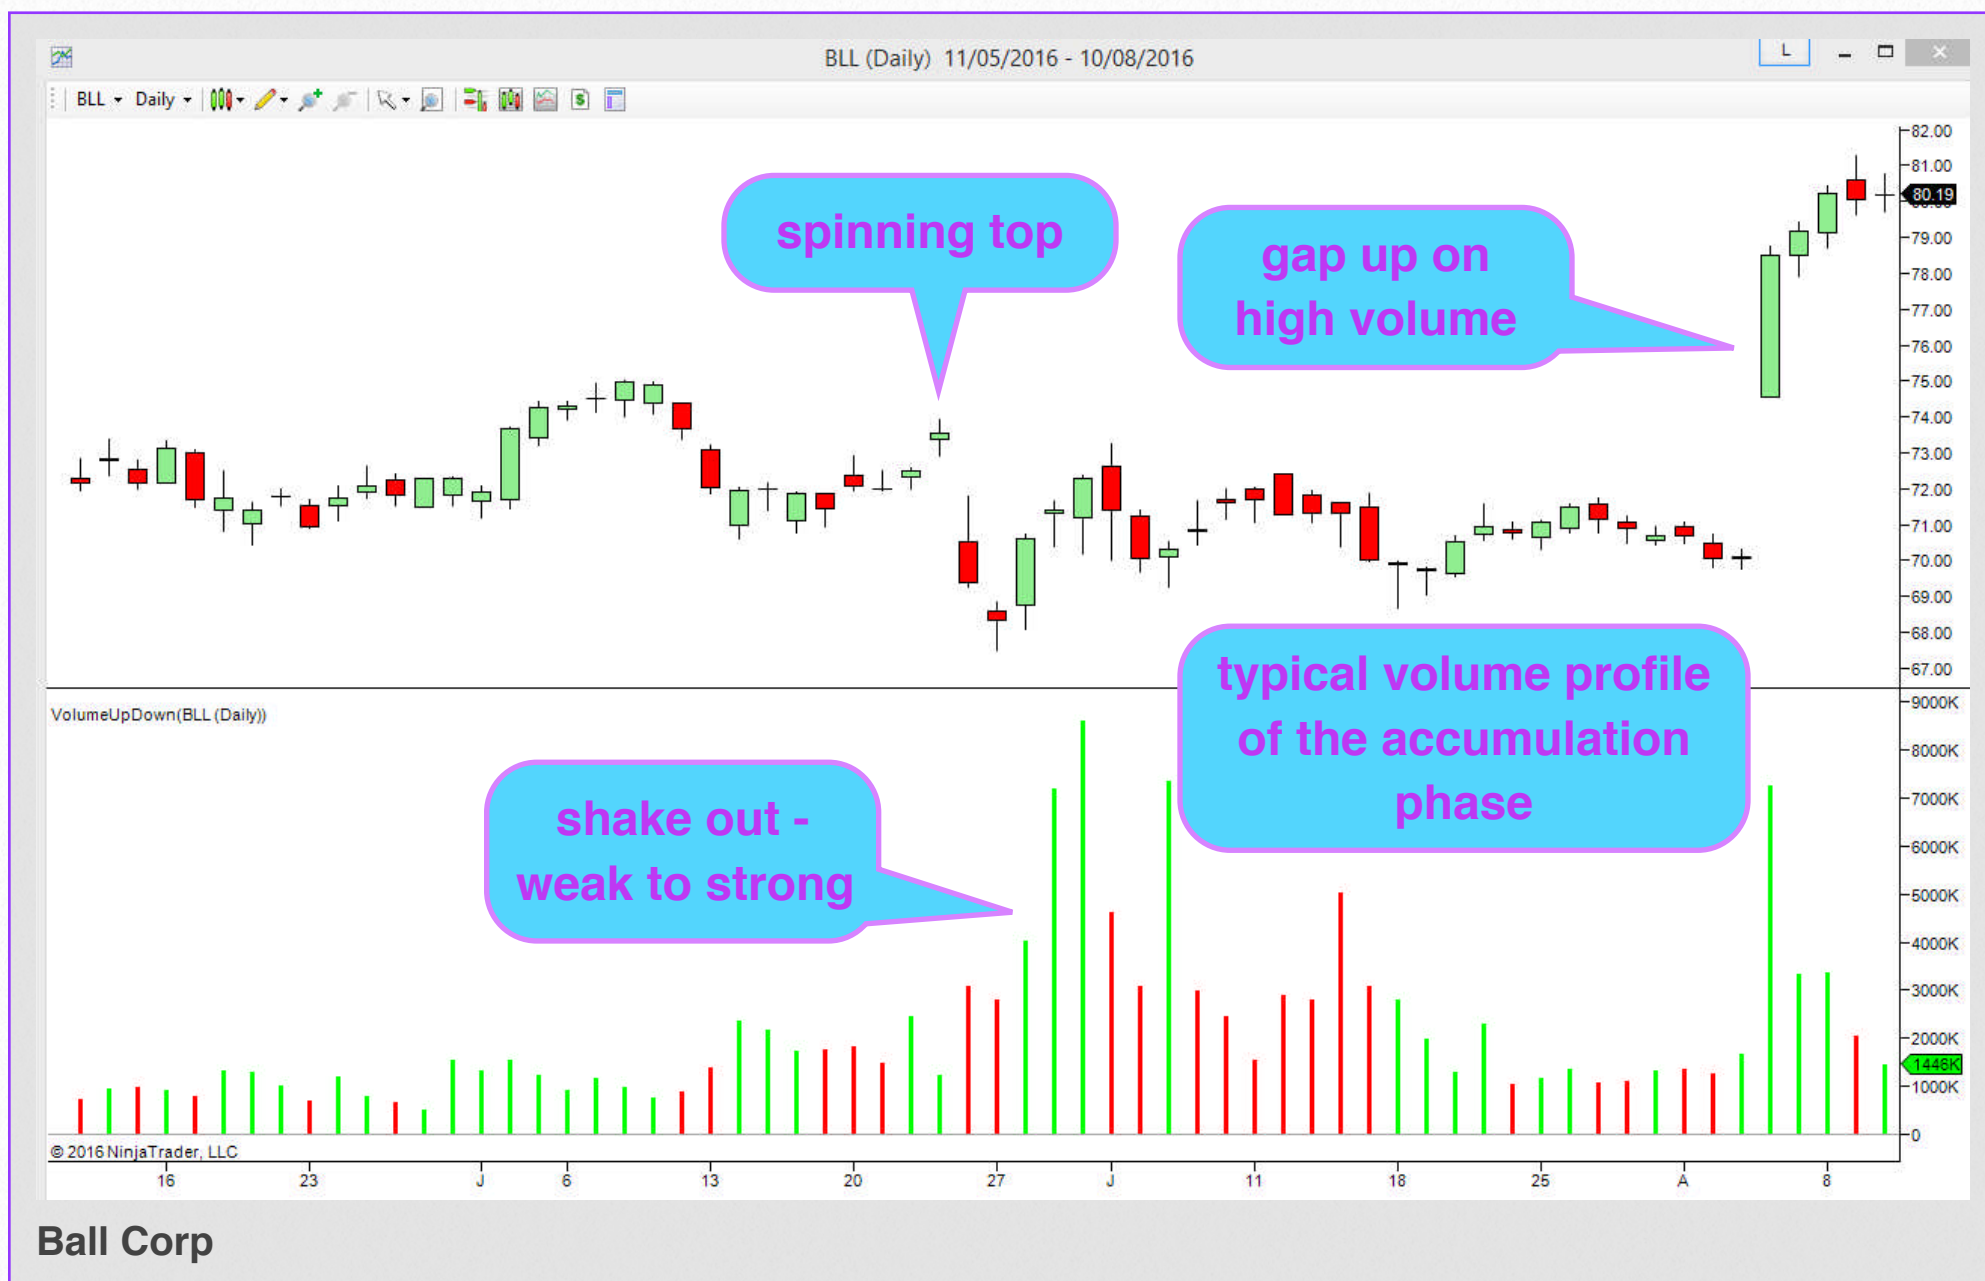 BLL (Daily) 11/05/2016 - 10/08/2016
L
BLL Daily
spinning top
gap up on
high volume
82.00
81.00
80.19
79.00
78.00
77.00
76.00
75.00
74.00
73.00
72.00
71.00
70.00
69.00
68.00
67.00
typical volume profile
of the accumulation
phase
VolumeUpDown(BLL (Daily))
shake out -
weak to strong
9000K
8000K
7000K
6000K
5000K
4000K
3000K
2000K
1446K
1000K
0
© 2016 NinjaTrader, LLC
16 23 J 6 13 20 27 J 11 18 25 A 8
Ball Corp